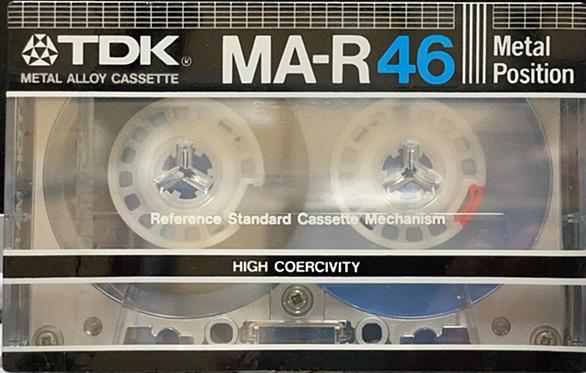 TDK®
METAL ALLOY CASSETTE
MA-R 46
Metal
Position
Reference Standard Cassette Mechanism
HIGH COERCIVITY